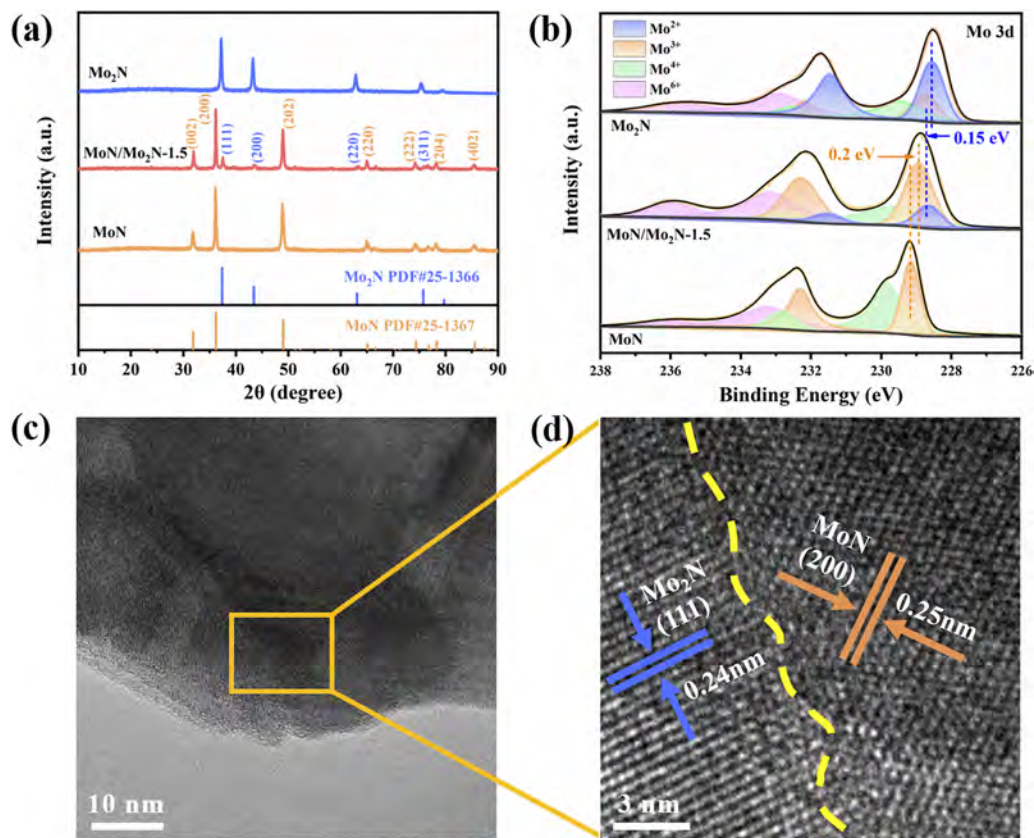 (a)
Intensity (a.u.)
Mo₂N
MoN/Mo₂N-1.5
MoN
(002)
(200)
(111)
(200)
(202)
(220)
(220)
(222)
(311)
(204)
(402)
Mo₂N PDF#25-1366
MoN PDF#25-1367
10 20 30 40 50 60 70 80 90
2θ (degree)
(b)
Intensity (a.u.)
Mo²⁺
Mo³⁺
Mo⁴⁺
Mo⁶⁺
Mo 3d
Mo₂N
0.15 eV
0.2 eV
MoN/Mo₂N-1.5
MoN
238 236 234 232 230 228 226
Binding Energy (eV)
(c)
10 nm
(d)
Mo₂N
(111)
0.24nm
MoN
(200)
0.25nm
3 nm